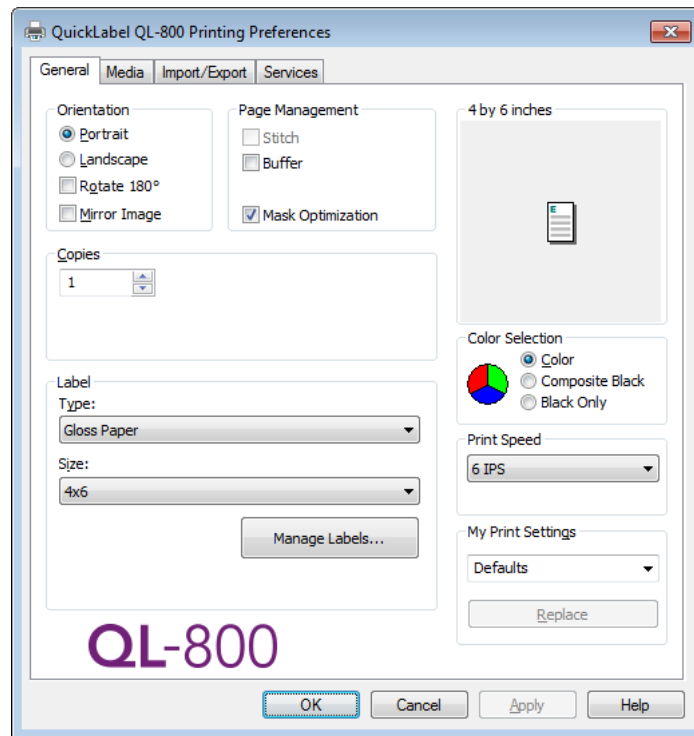 QuickLabel QL-800 Printing Preferences
General Media Import/Export Services
Orientation
Portrait
Landscape
Rotate 180°
Mirror Image
Page Management
Stitch
Buffer
Mask Optimization
4 by 6 inches
E
Copies
1
Color Selection
Color
Composite Black
Black Only
Label
Type:
Gloss Paper
Size:
4x6
Manage Labels...
Print Speed
6 IPS
My Print Settings
Defaults
Replace
QL-800
OK Cancel Apply Help